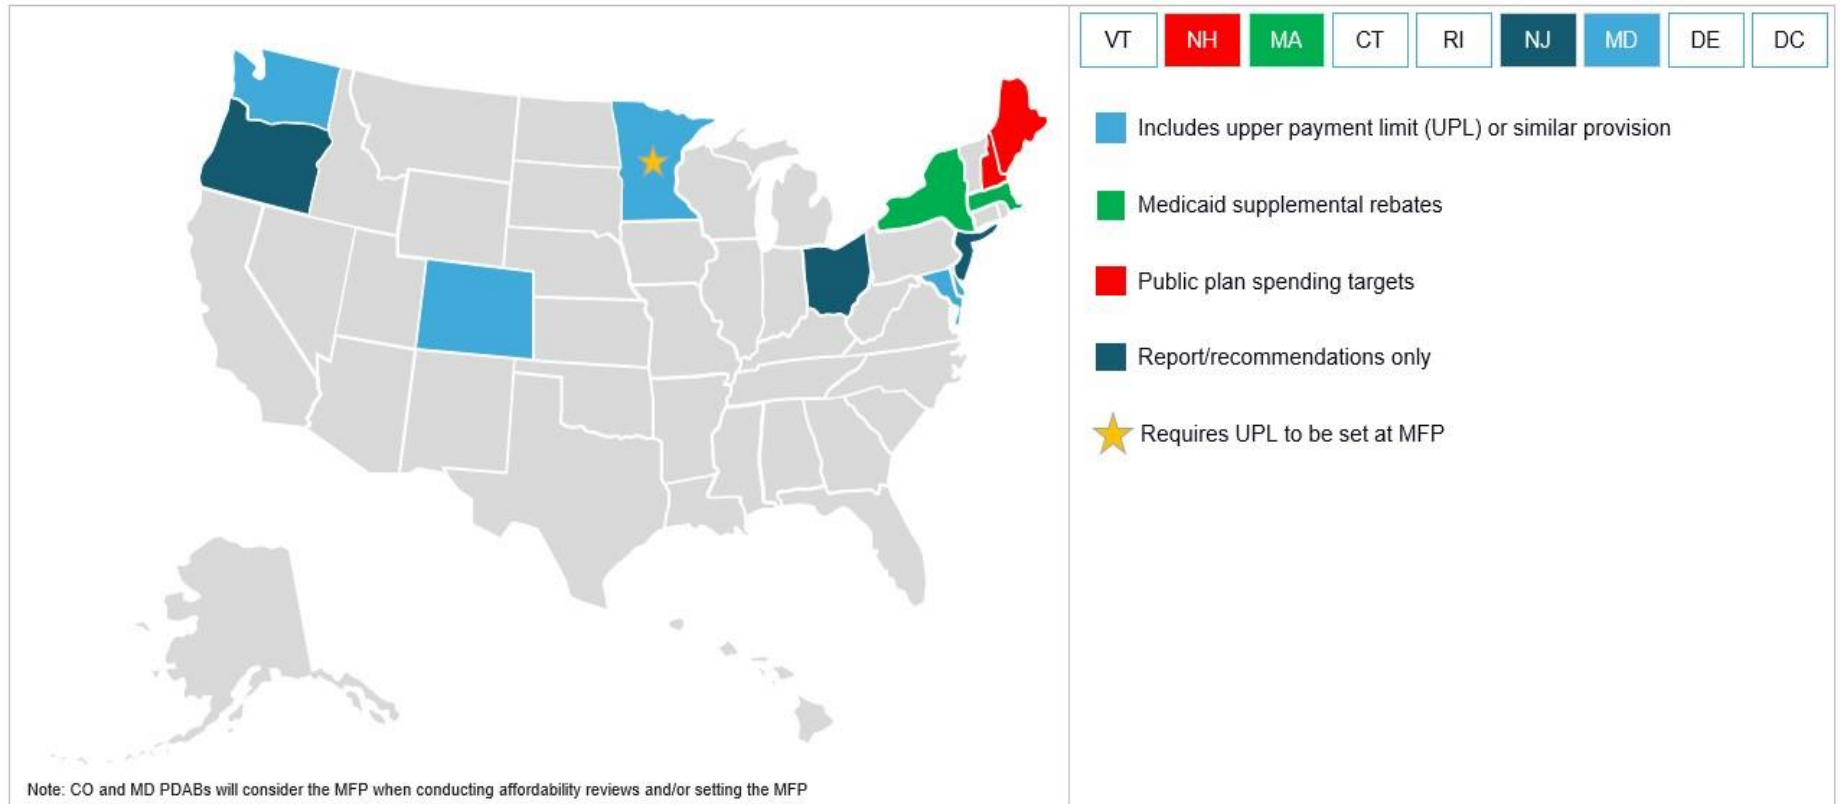 VT NH MA CT RI NJ MD DE DC
Includes upper payment limit (UPL) or similar provision
Medicaid supplemental rebates
Public plan spending targets
Report/recommendations only
Requires UPL to be set at MFP
Note: CO and MD PDABs will consider the MFP when conducting affordability reviews and/or setting the MFP